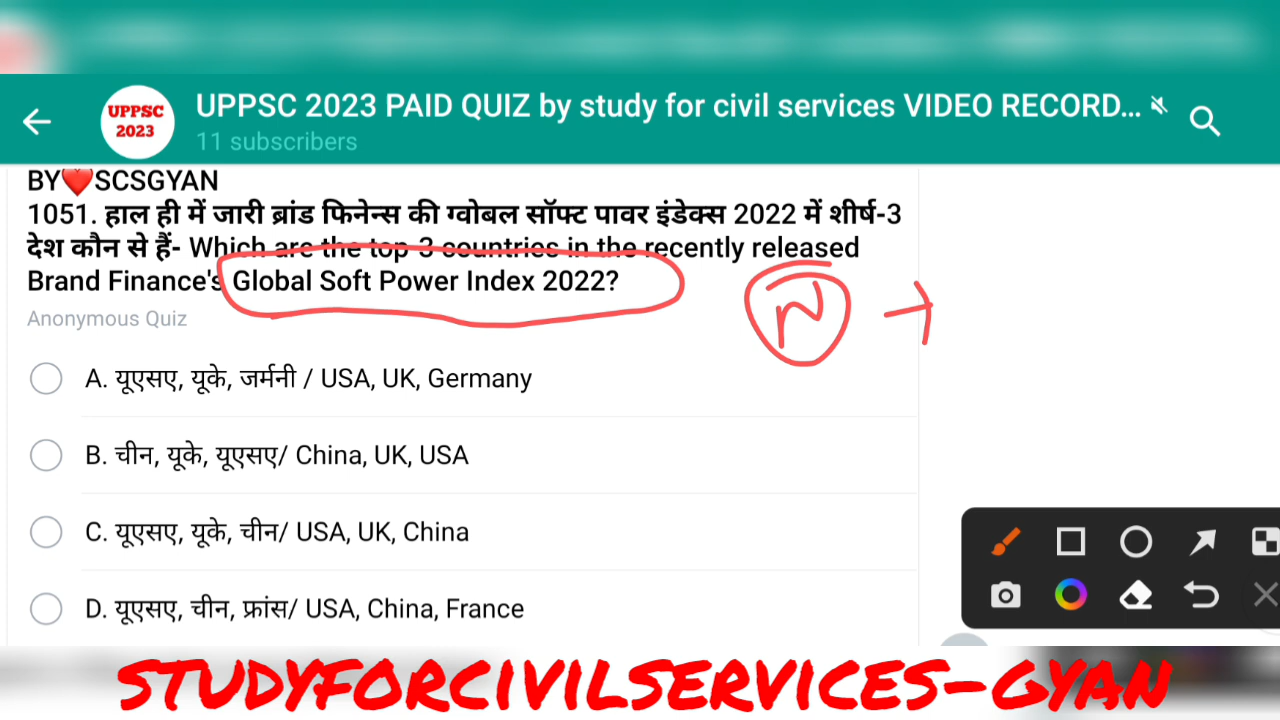 UPPSC 2023
UPPSC 2023 PAID QUIZ by study for civil services VIDEO RECORD...
11 subscribers
BY❤️SCSGYAN
1051. हाल ही में जारी ब्रांड फिनेन्स की ग्वोबल सॉफ्ट पावर इंडेक्स 2022 में शीर्ष-3
देश कौन से हैं- Which are the top 3 countries in the recently released
Brand Finance's Global Soft Power Index 2022?
Anonymous Quiz
A. यूएसए, यूके, जर्मनी / USA, UK, Germany
B. चीन, यूके, यूएसए/ China, UK, USA
C. यूएसए, यूके, चीन/ USA, UK, China
D. यूएसए, चीन, फ्रांस/ USA, China, France
STUDYFORCIVILSERVICES-GYAN